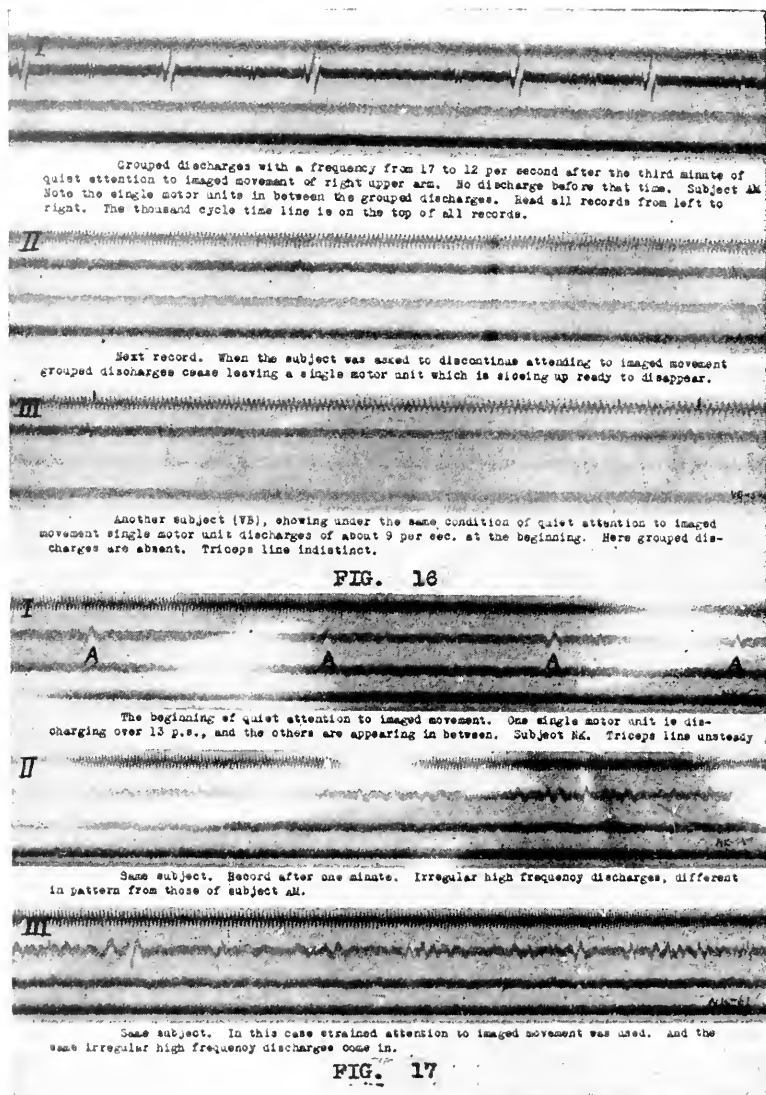 I
Grouped discharges with a frequency from 17 to 12 per second after the third minute of
quiet attention to imaged movement of right upper arm. No discharge before that time. Subject AM
Note the single motor units in between the grouped discharges. Read all records from left to
right. The thousand cycle time line is on the top of all records.
II
Next record. When the subject was asked to discontinue attending to imaged movement
grouped discharges cease leaving a single motor unit which is slowing up ready to disappear.
III
Another subject (VB), showing under the same condition of quiet attention to imaged
movement single motor unit discharges of about 9 per sec. at the beginning. Here grouped dis-
charges are absent. Triceps line indistinct.
FIG. 16
I
A A A A
The beginning of quiet attention to imaged movement. One single motor unit is dis-
charging over 13 p.s., and the others are appearing in between. Subject NK. Triceps line unsteady
II
Same subject. Record after one minute. Irregular high frequency discharges, different
in pattern from those of subject AM.
III
Same subject. In this case strained attention to imaged movement was used. And the
same irregular high frequency discharges come in.
FIG. 17